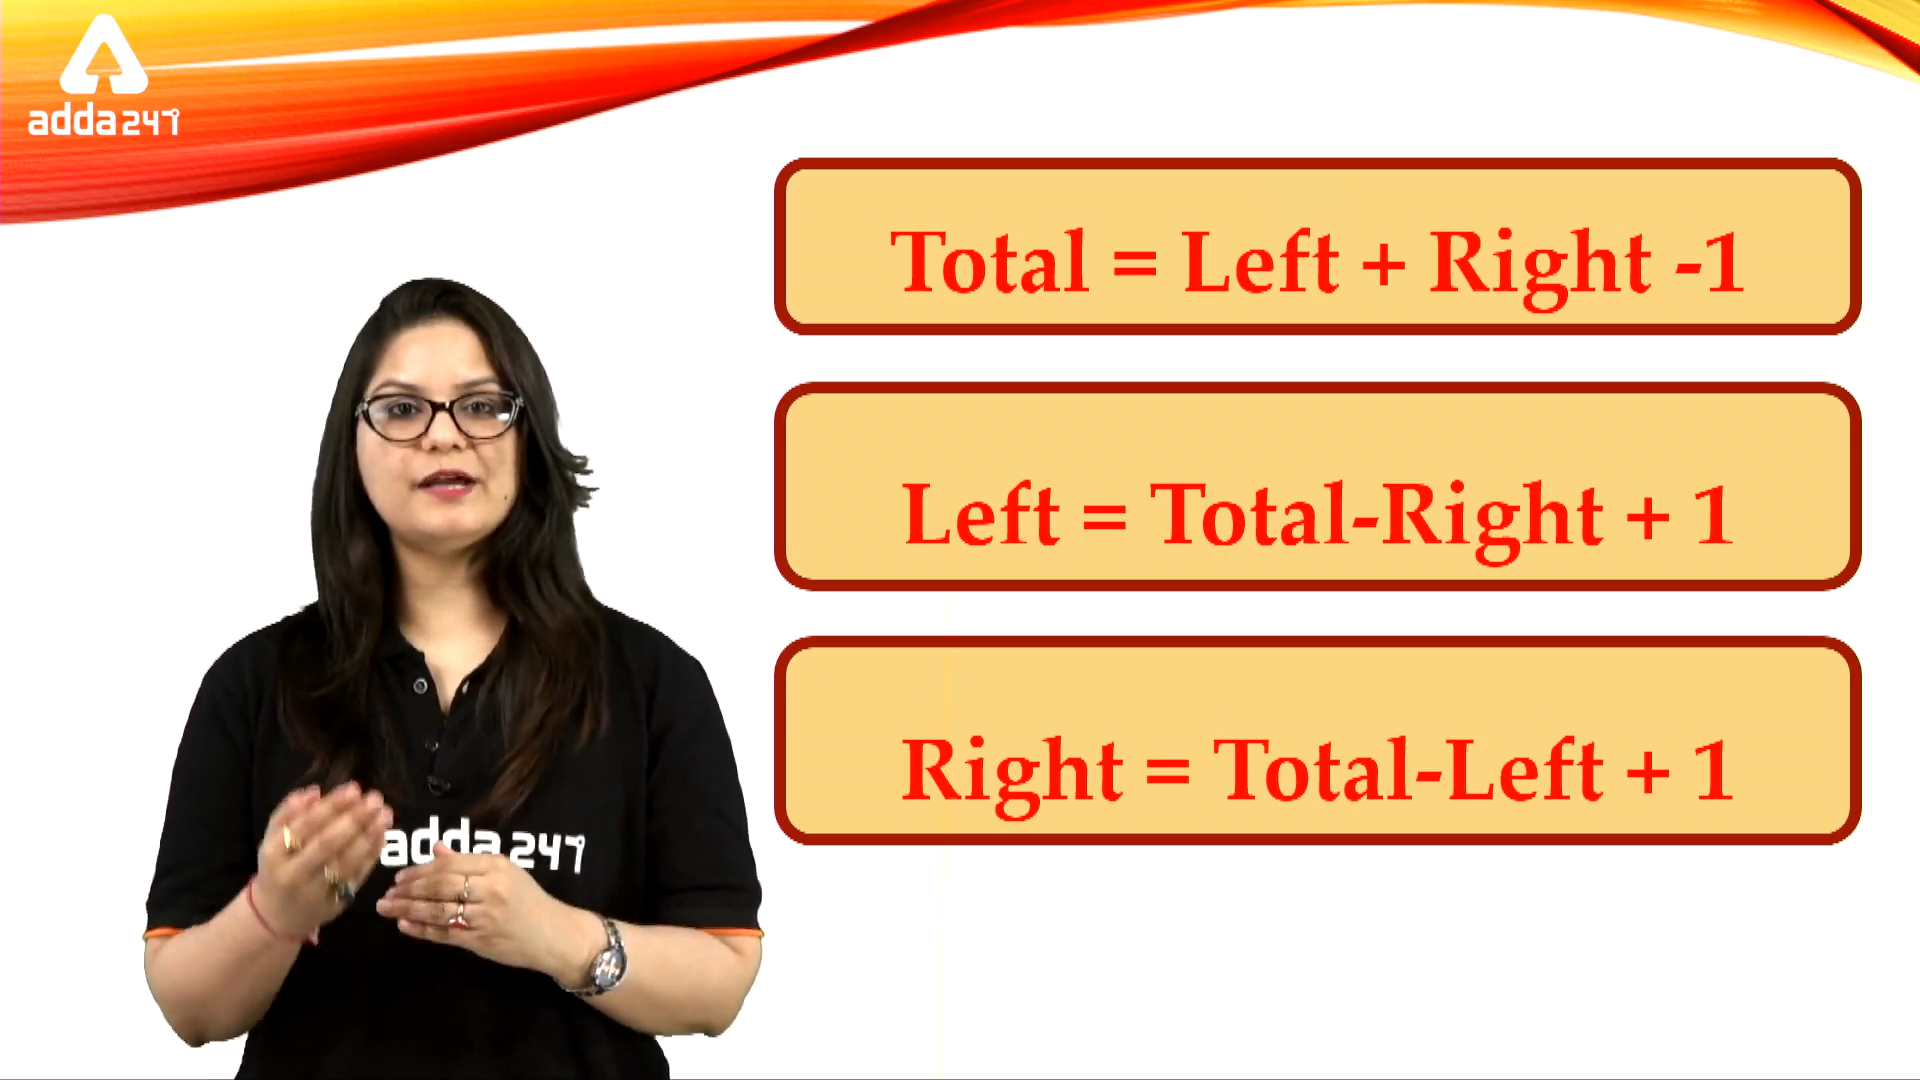 adda247
Total = Left + Right -1
Left = Total-Right + 1
Right = Total-Left + 1
adda247